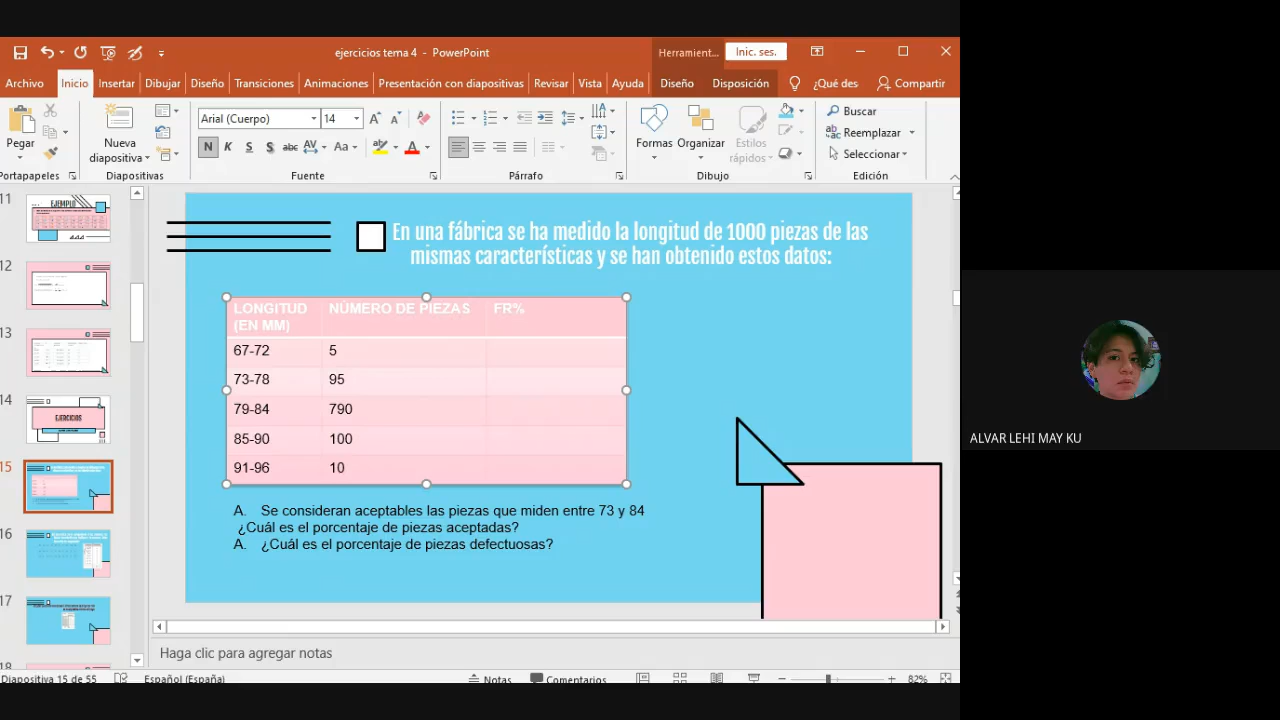 ejercicios tema 4 - PowerPoint
Herramient...
Inic. ses.
Archivo Inicio Insertar Dibujar Diseño Transiciones Animaciones Presentación con diapositivas Revisar Vista Ayuda Diseño Disposición ¿Qué des Compartir
Pegar
Nueva
diapositiva
Arial (Cuerpo) 14
N K S S abc AV Aa A
Formas Organizar Estilos
rápidos
Buscar
Reemplazar
Seleccionar
Portapapeles Diapositivas Fuente Párrafo Dibujo Edición
11
EJEMPLO
12
13
14
EJERCICIOS
15
16
17
18
En una fábrica se ha medido la longitud de 1000 piezas de las
mismas características y se han obtenido estos datos:
LONGITUD NUMERO DE PIEZAS FR%
(EN MM)
67-72 5
73-78 95
79-84 790
85-90 100
91-96 10
A. Se consideran aceptables las piezas que miden entre 73 y 84
¿Cuál es el porcentaje de piezas aceptadas?
A. ¿Cuál es el porcentaje de piezas defectuosas?
Haga clic para agregar notas
Diapositiva 15 de 55 Español (España) Notas Comentarios 82%
ALVAR LEHI MAY KU